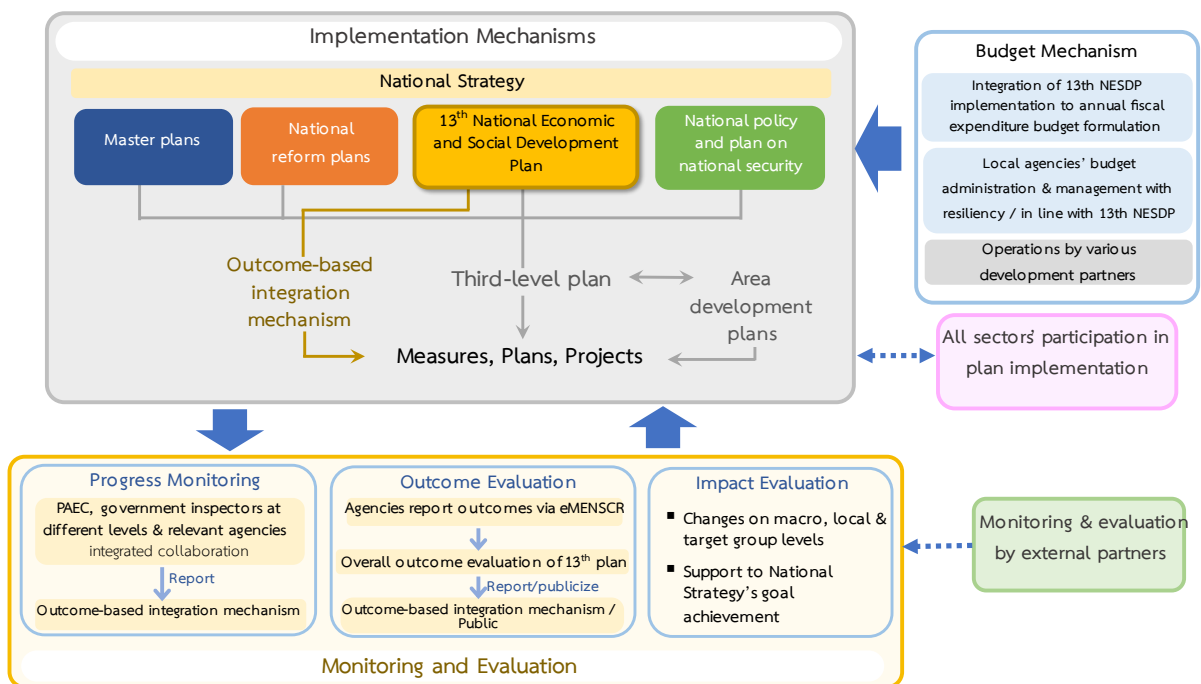 Implementation Mechanisms
National Strategy
Master plans
National
reform plans
13th National Economic
and Social Development
Plan
National policy
and plan on
national security
Outcome-based
integration
mechanism
Third-level plan
Area
development
plans
Measures, Plans, Projects
Budget Mechanism
Integration of 13th NESDP
implementation to annual fiscal
expenditure budget formulation
Local agencies' budget
administration & management with
resiliency / in line with 13th NESDP
Operations by various
development partners
All sectors' participation in
plan implementation
Progress Monitoring
PAEC, government inspectors at
different levels & relevant agencies
integrated collaboration
Report
Outcome-based integration mechanism
Outcome Evaluation
Agencies report outcomes via eMENSCR
Overall outcome evaluation of 13th plan
Report/publicize
Outcome-based integration mechanism /
Public
Impact Evaluation
▪ Changes on macro, local &
target group levels
▪ Support to National
Strategy's goal
achievement
Monitoring and Evaluation
Monitoring & evaluation
by external partners